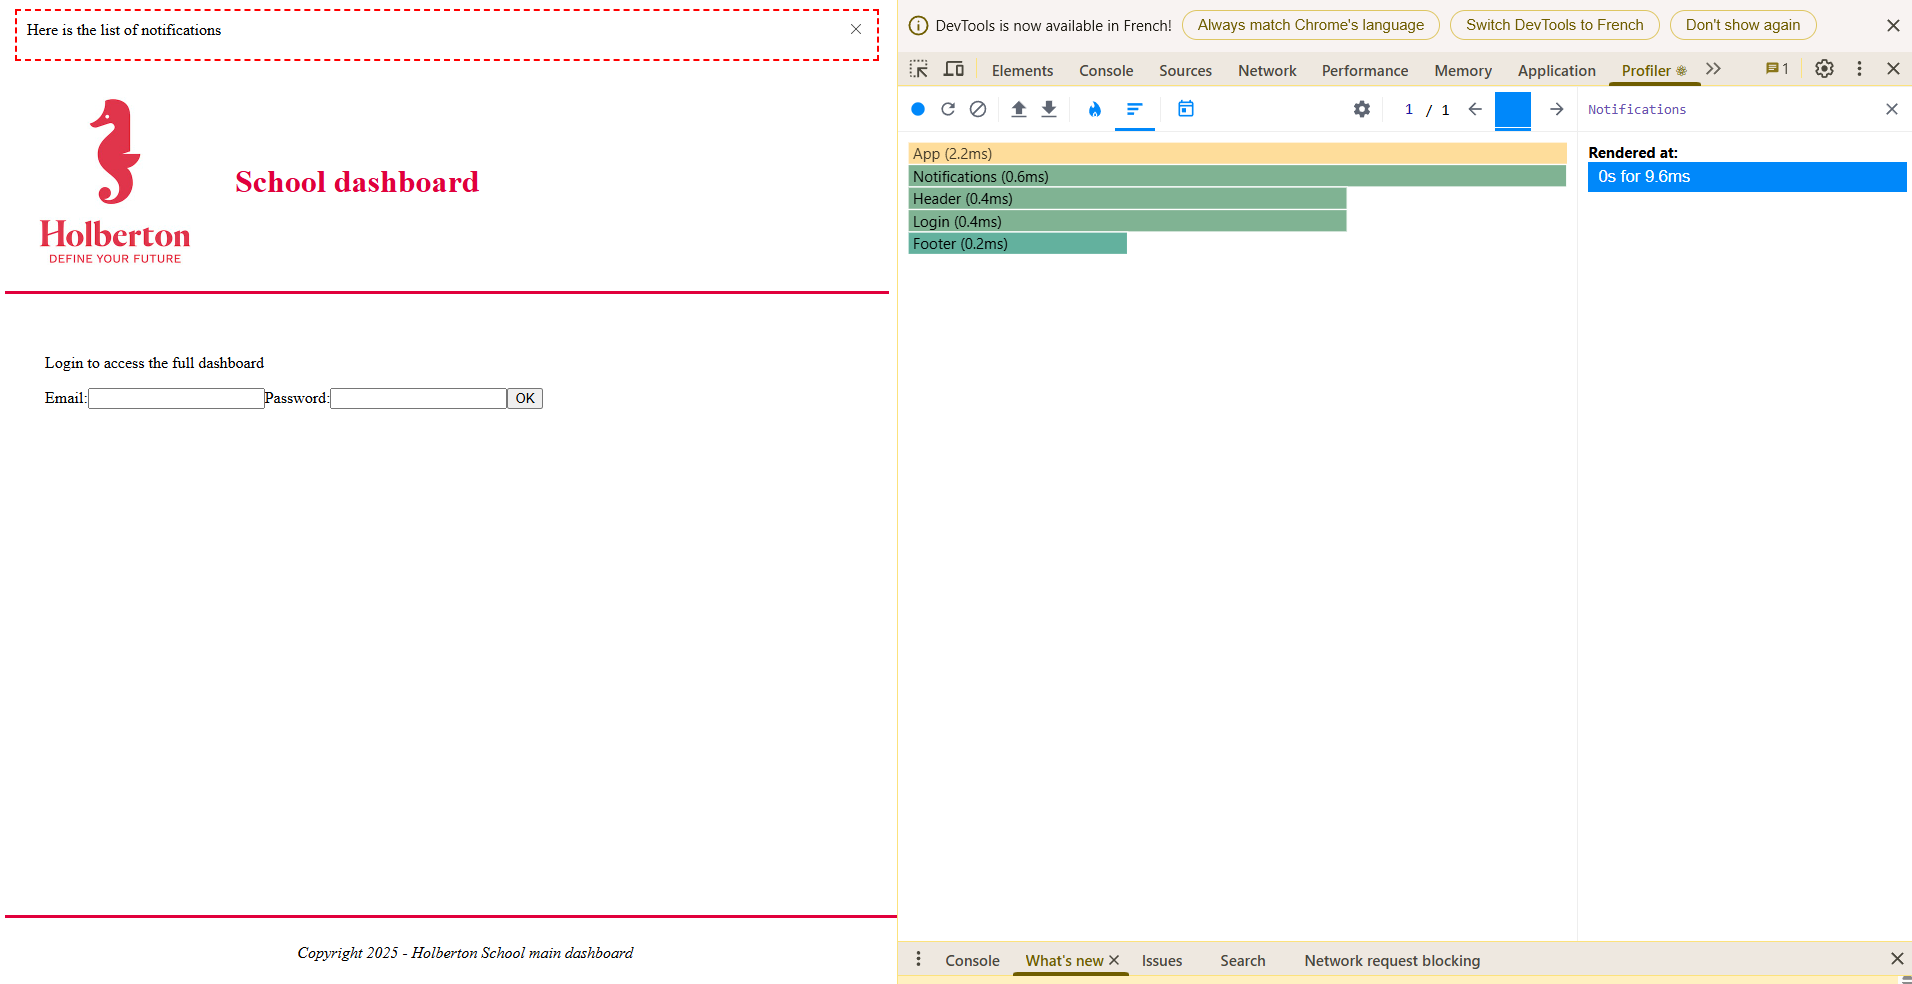 Here is the list of notifications
Holberton
DEFINE YOUR FUTURE
School dashboard
Login to access the full dashboard
Email:
Password:
OK
Copyright 2025 - Holberton School main dashboard
DevTools is now available in French!
Always match Chrome's language
Switch DevTools to French
Don't show again
Elements
Console
Sources
Network
Performance
Memory
Application
Profiler
1
1 / 1
Notifications
App (2.2ms)
Notifications (0.6ms)
Header (0.4ms)
Login (0.4ms)
Footer (0.2ms)
Rendered at:
0s for 9.6ms
Console
What's new
Issues
Search
Network request blocking